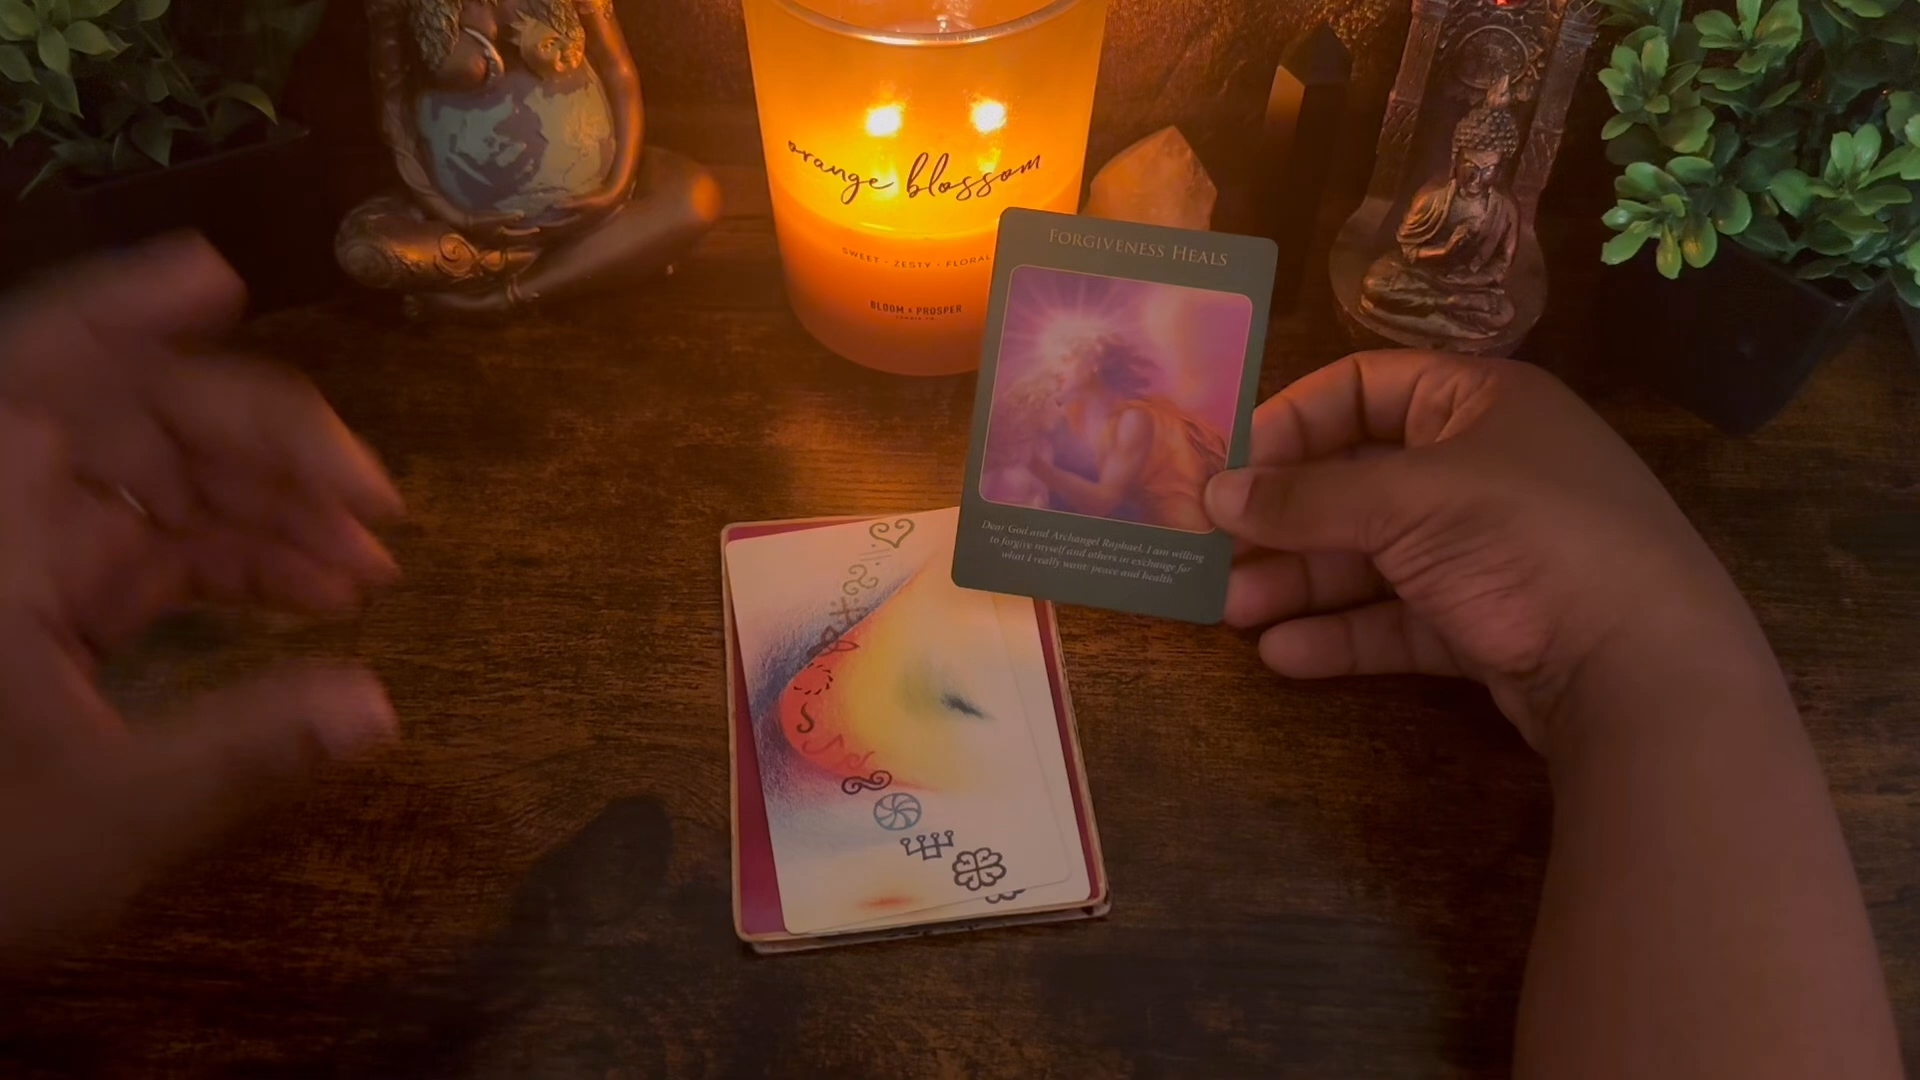 orange blossom
SWEET · ZESTY · FLORAL
BLOOM + PROSPER
FORGIVENESS HEALS
Dear God and Archangel Raphael, I am willing
to forgive myself and others in exchange for
what I really want: peace and health.